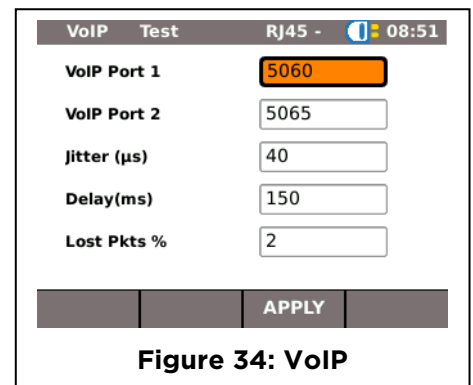 VoIP Test RJ45 - 08:51
VoIP Port 1 5060
VoIP Port 2 5065
Jitter (µs) 40
Delay(ms) 150
Lost Pkts % 2
APPLY
Figure 34: VoIP